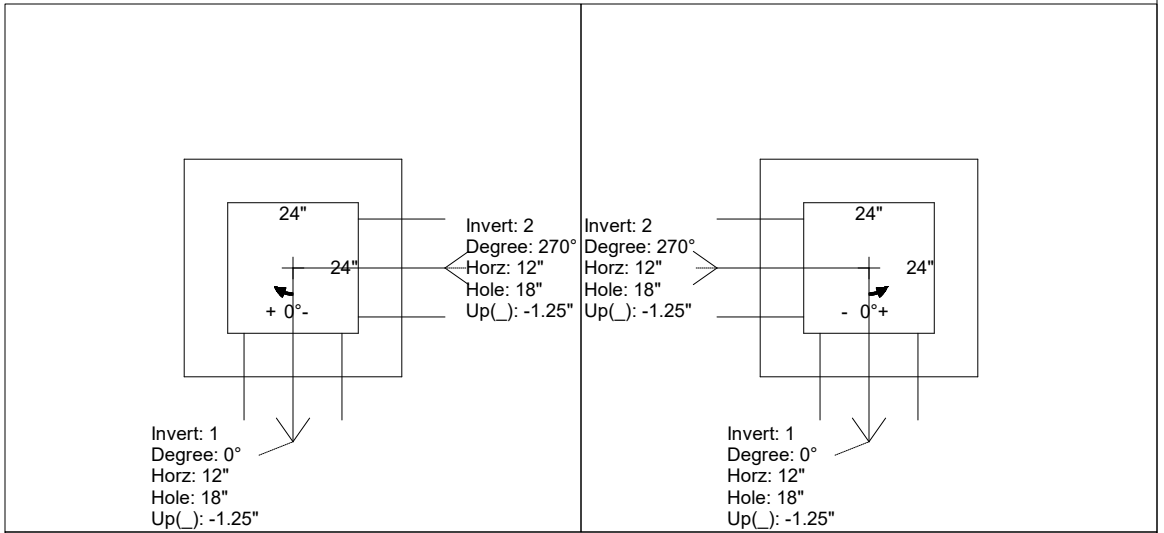 24"
24"
+ 0°-
Invert: 2
Degree: 270°
Horz: 12"
Hole: 18"
Up(_): -1.25"
Invert: 1
Degree: 0°
Horz: 12"
Hole: 18"
Up(_): -1.25"
Invert: 2
Degree: 270°
Horz: 12"
Hole: 18"
Up(_): -1.25"
24"
24"
- 0°+
Invert: 1
Degree: 0°
Horz: 12"
Hole: 18"
Up(_): -1.25"